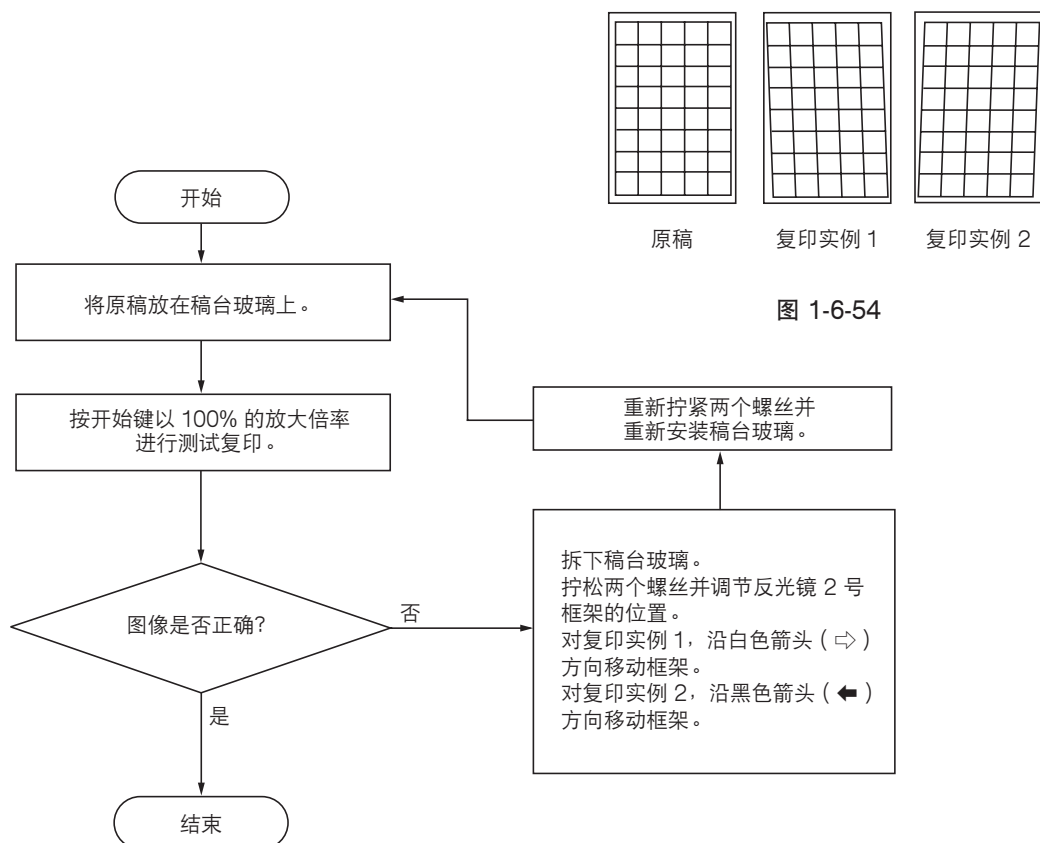 原稿
复印实例 1
复印实例 2
图 1-6-54
开始
将原稿放在稿台玻璃上。
按开始键以 100% 的放大倍率
进行测试复印。
图像是否正确?
否
是
结束
拆下稿台玻璃。
拧松两个螺丝并调节反光镜 2 号
框架的位置。
对复印实例 1，沿白色箭头（⇨）
方向移动框架。
对复印实例 2，沿黑色箭头（⬅）
方向移动框架。
重新拧紧两个螺丝并
重新安装稿台玻璃。